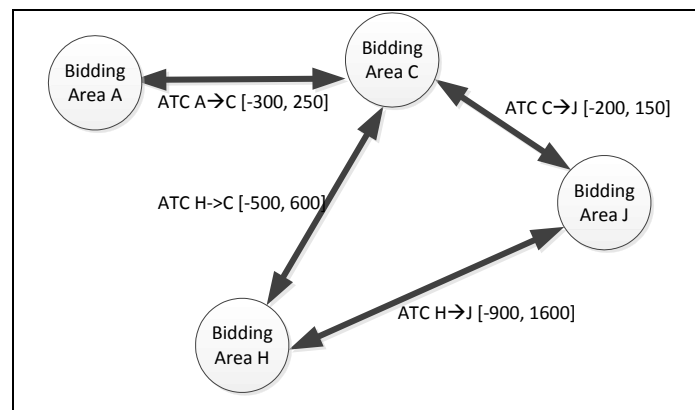 Bidding
Area A
Bidding
Area C
ATC A→C [-300, 250]
ATC C→J [-200, 150]
ATC H->C [-500, 600]
Bidding
Area J
ATC H→J [-900, 1600]
Bidding
Area H